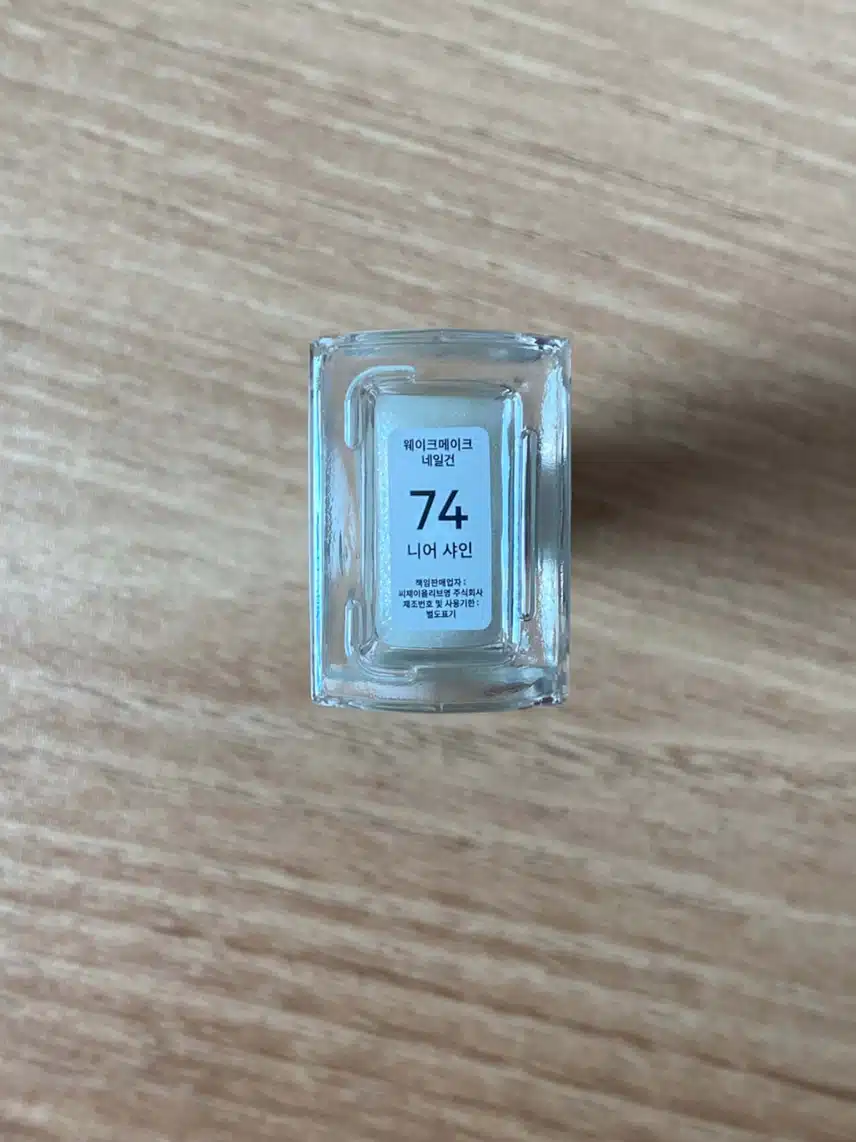 웨이크메이크
네일건
74
니어 샤인
책임판매업자 :
씨제이올리브영 주식회사
제조번호 및 사용기한 :
별도표기